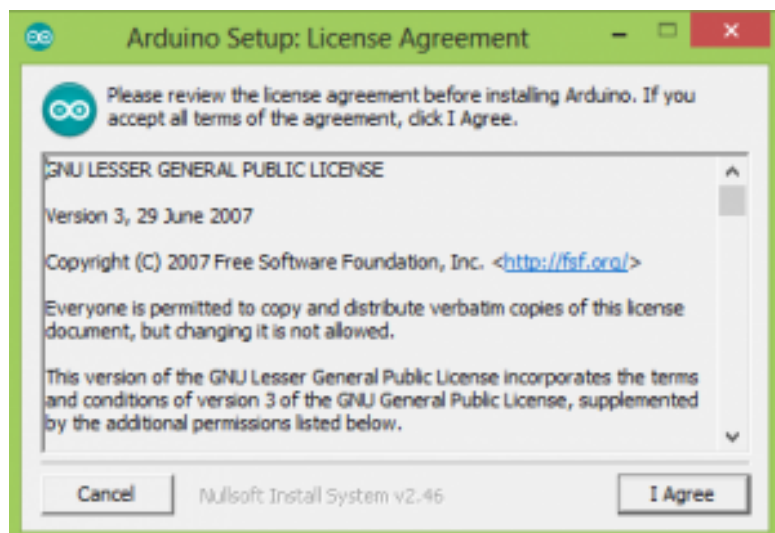 Arduino Setup: License Agreement
Please review the license agreement before installing Arduino. If you
accept all terms of the agreement, click I Agree.
GNU LESSER GENERAL PUBLIC LICENSE
Version 3, 29 June 2007
Copyright (C) 2007 Free Software Foundation, Inc. <http://fsf.org/>
Everyone is permitted to copy and distribute verbatim copies of this license
document, but changing it is not allowed.
This version of the GNU Lesser General Public License incorporates the terms
and conditions of version 3 of the GNU General Public License, supplemented
by the additional permissions listed below.
Cancel
Nullsoft Install System v2.46
I Agree